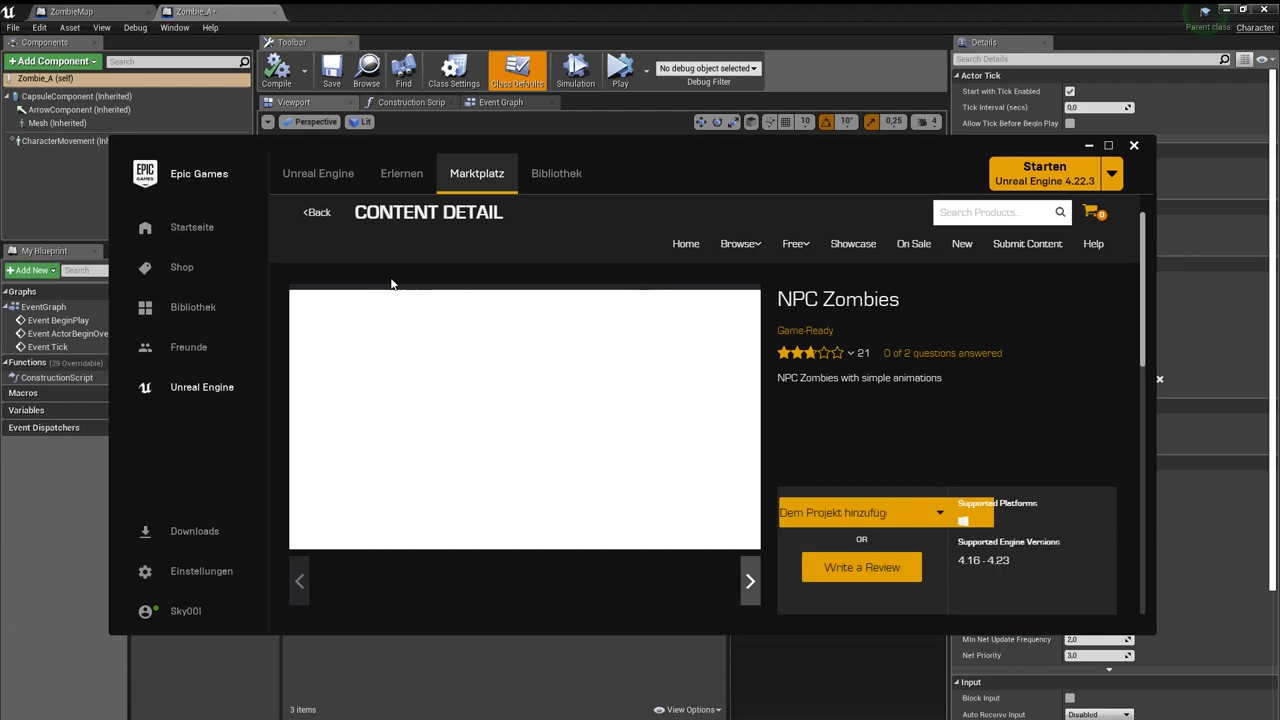 ZombieMap
Zombie_A*
File Edit Asset View Debug Window Help
Parent class: Character
Components
+Add Component
Search
Zombie_A (self)
CapsuleComponent (Inherited)
ArrowComponent (Inherited)
Mesh (Inherited)
CharacterMovement (Inh
Toolbar
Compile
Save
Browse
Find
Class Settings
Class Defaults
Simulation
Play
No debug object selected
Debug Filter
Viewport
Construction Scrip
Event Graph
Perspective
Lit
10
10°
0,25
4
Details
Search Details
Actor Tick
Start with Tick Enabled
Tick Interval (secs)
0,0
Allow Tick Before Begin Play
My Blueprint
+Add New
Search
Graphs
EventGraph
Event BeginPlay
Event ActorBeginOve
Event Tick
Functions (29 Overridable)
ConstructionScript
Macros
Variables
Event Dispatchers
EPIC GAMES
Epic Games
Startseite
Shop
Bibliothek
Freunde
Unreal Engine
Downloads
Einstellungen
Sky001
Unreal Engine
Erlernen
Marktplatz
Bibliothek
Starten
Unreal Engine 4.22.3
<Back
CONTENT DETAIL
Search Products...
0
Home
Browse
Free
Showcase
On Sale
New
Submit Content
Help
NPC Zombies
Game-Ready
21
0 of 2 questions answered
NPC Zombies with simple animations
Dem Projekt hinzufüg
OR
Write a Review
Supported Platforms:
Supported Engine Versions:
4.16 - 4.23
3 items
View Options
Min Net Update Frequency
2,0
Net Priority
3,0
Input
Block Input
Auto Receive Input
Disabled